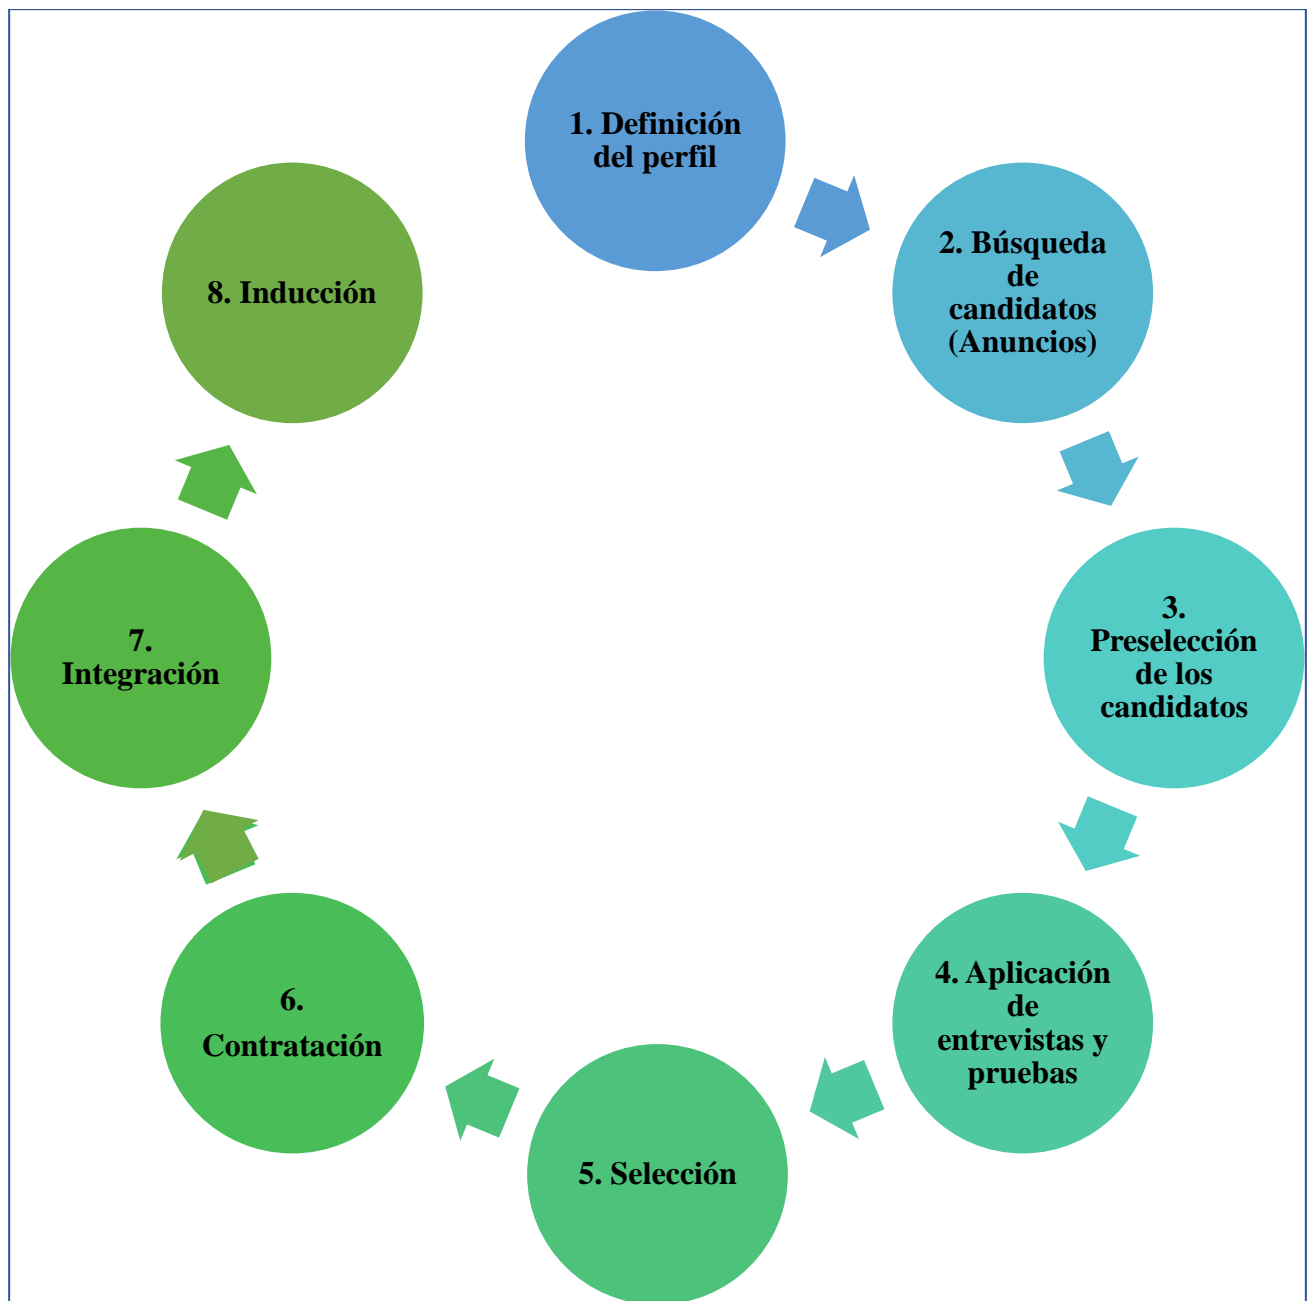 1. Definición
del perfil
2. Búsqueda
de
candidatos
(Anuncios)
3.
Preselección
de los
candidatos
4. Aplicación
de
entrevistas y
pruebas
5. Selección
6.
Contratación
7.
Integración
8. Inducción